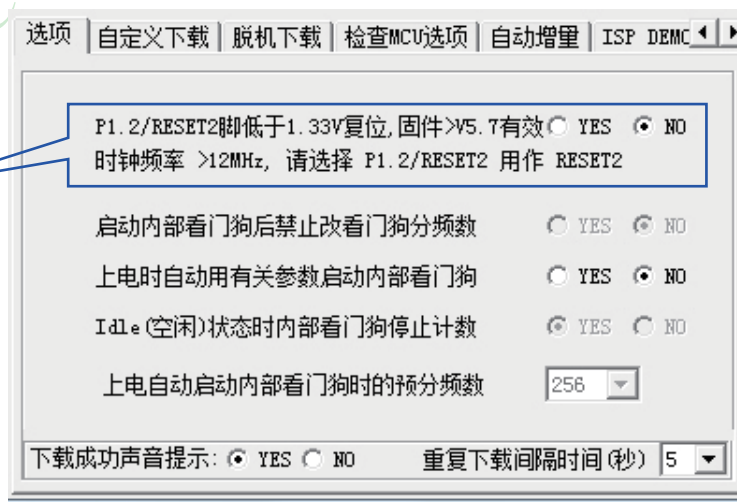 选项 自定义下载 脱机下载 检查MCU选项 自动增量 ISP DEMO
P1.2/RESET2脚低于1.33V复位,固件>V5.7有效 YES NO
时钟频率 >12MHz, 请选择 P1.2/RESET2 用作 RESET2
启动内部看门狗后禁止改看门狗分频数 YES NO
上电时自动用有关参数启动内部看门狗 YES NO
Idle(空闲)状态时内部看门狗停止计数 YES NO
上电自动启动内部看门狗时的预分频数 256
下载成功声音提示: YES NO 重复下载间隔时间(秒) 5